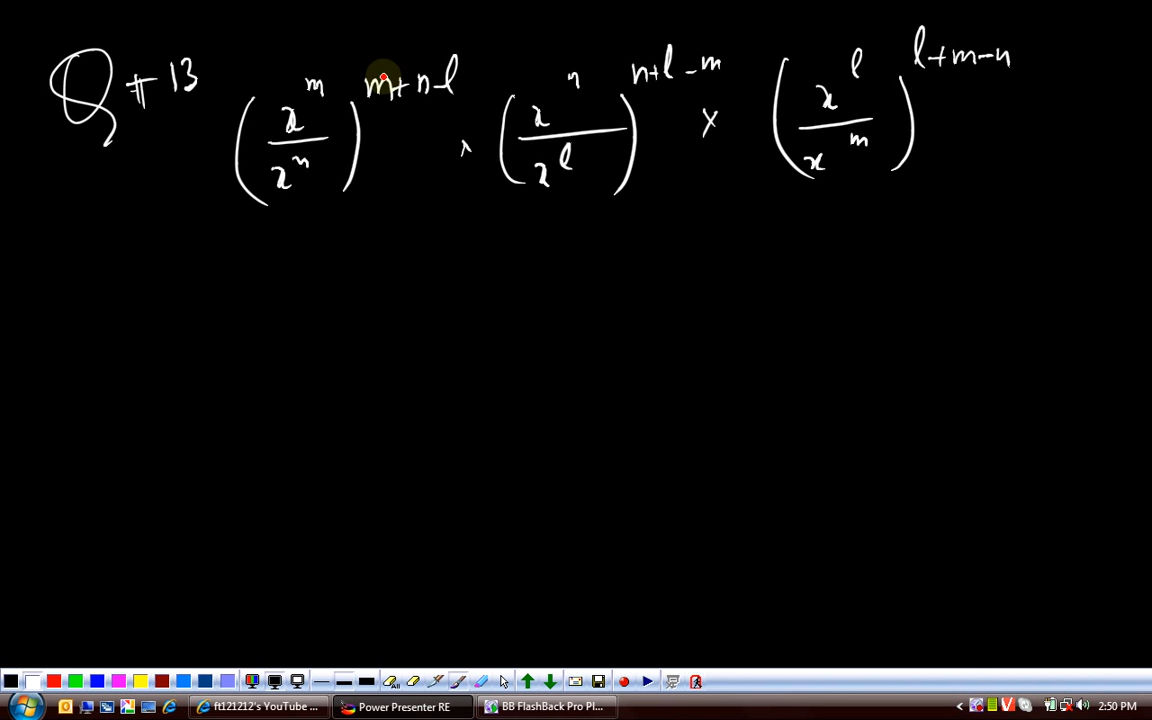 Q # 13 (x^m / x^n)^(m+n-l) × (x^n / x^l)^(n+l-m) × (x^l / x^m)^(l+m-n)
ft121212's YouTube ... Power Presenter RE BB FlashBack Pro Pl... 2:50 PM